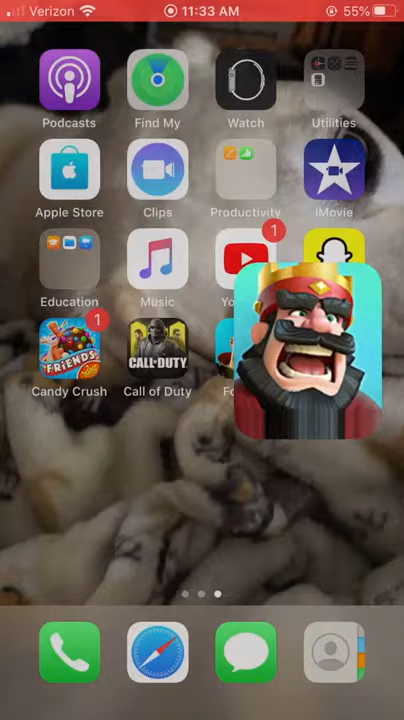 Verizon 11:33 AM 55%
Podcasts Find My Watch Utilities
Apple Store Clips Productivity iMovie
1
Education Music
1
FRIENDS
CALL OF DUTY
Candy Crush Call of Duty